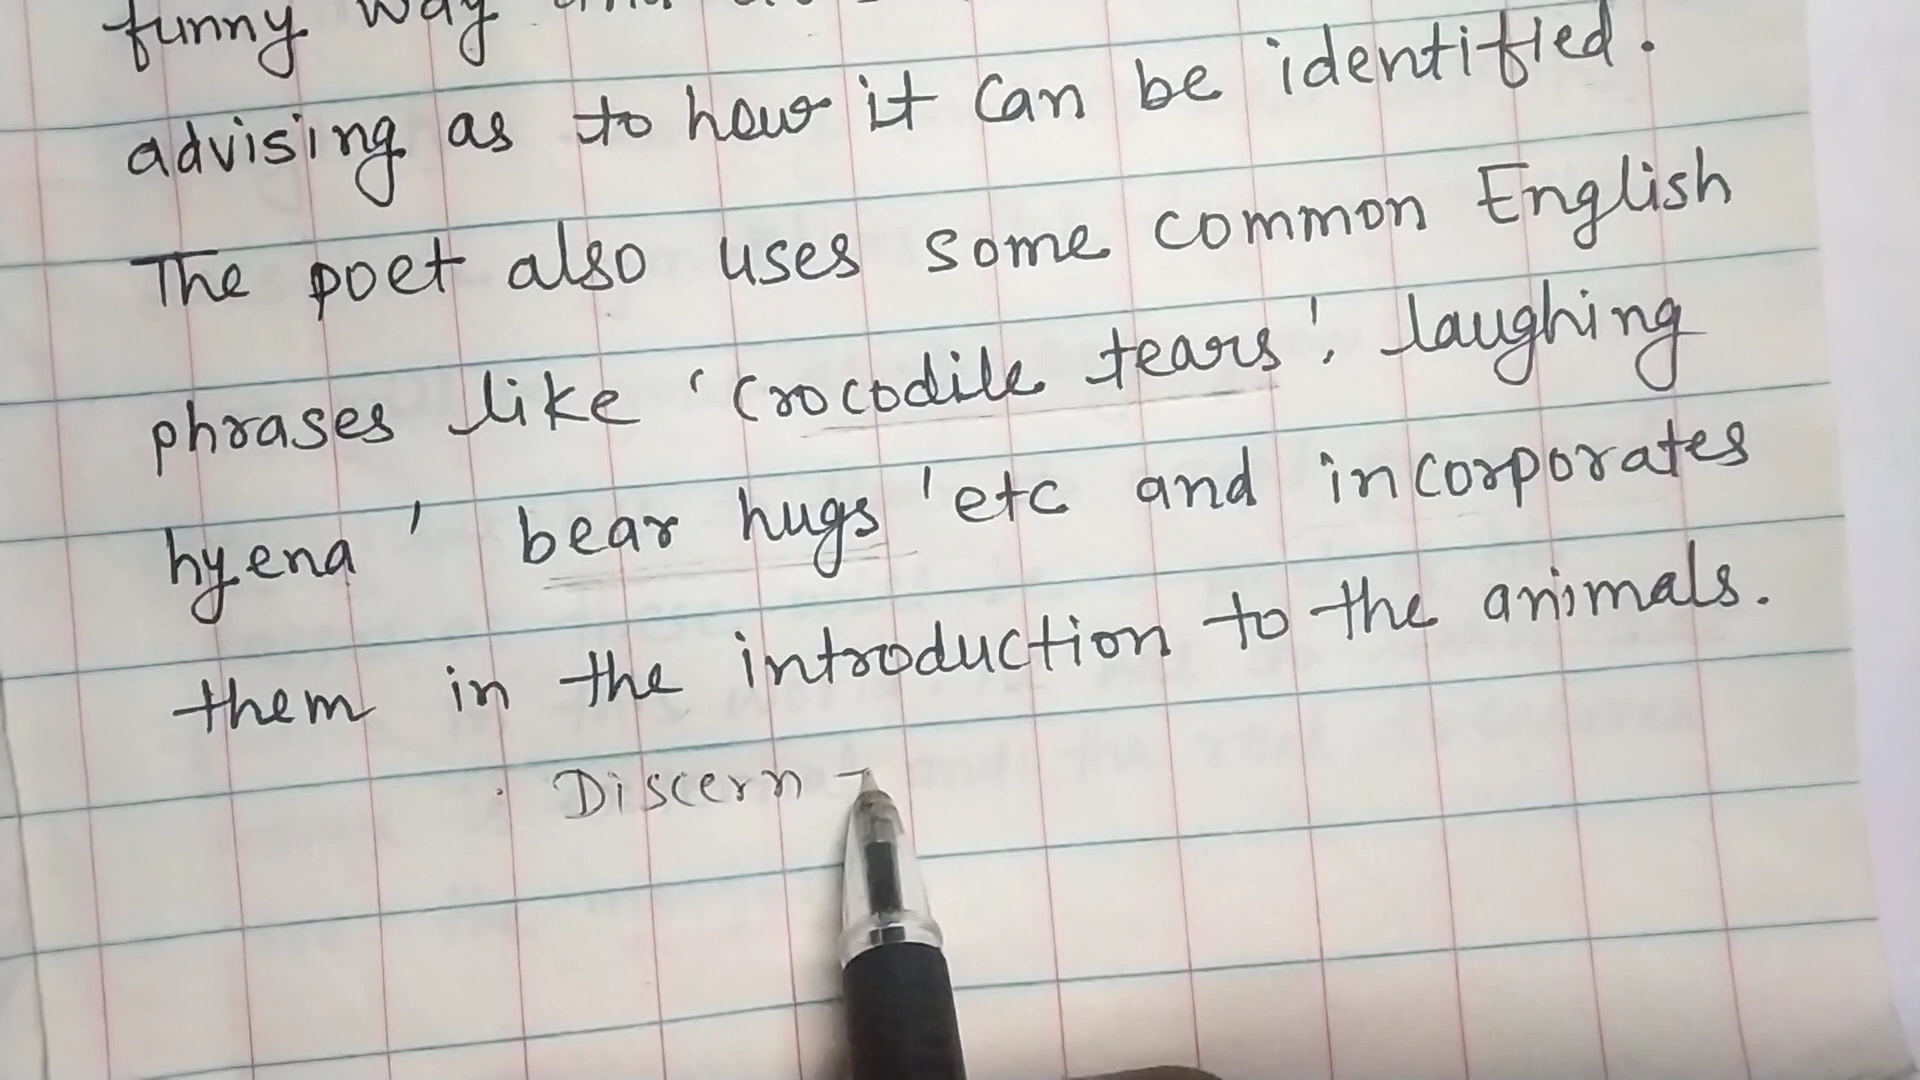 funny way
advising as to how it can be identified.
The poet also uses some common English
phrases like 'Crocodile tears', laughing
hyena ' bear hugs 'etc and incorporates
them in the introduction to the animals.
Discern -